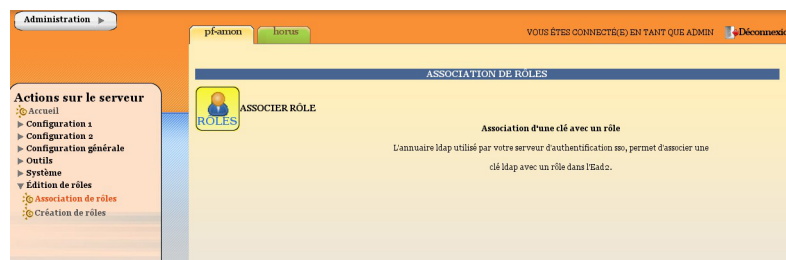 Administration
pf-amon
horus
VOUS ÊTES CONNECTÉ(E) EN TANT QUE ADMIN
Déconnexio
ASSOCIATION DE RÔLES
Actions sur le serveur
Accueil
Configuration 1
Configuration 2
Configuration générale
Outils
Système
Édition de rôles
Association de rôles
Création de rôles
RÔLES
ASSOCIER RÔLE
Association d'une clé avec un rôle
L'annuaire ldap utilisé par votre serveur d'authentification sso, permet d'associer une
clé ldap avec un rôle dans l'Ead2.